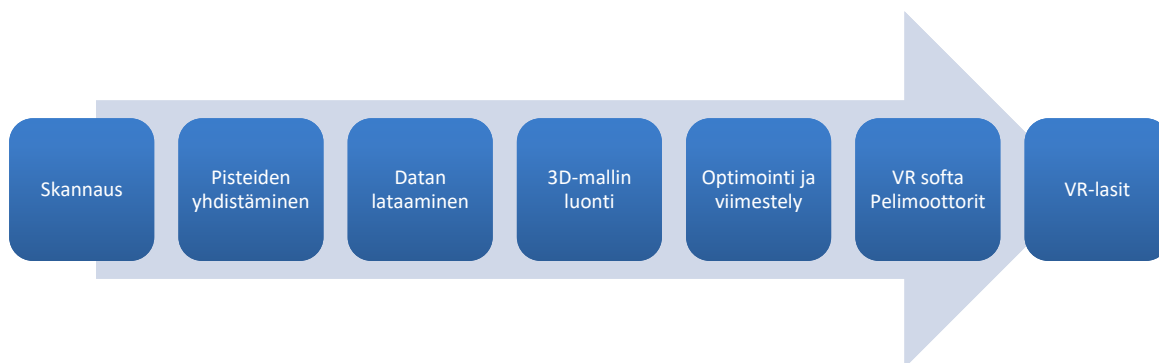 Skannaus
Pisteiden
yhdistäminen
Datan
lataaminen
3D-mallin
luonti
Optimointi ja
viimestely
VR softa
Pelimoottorit
VR-lasit